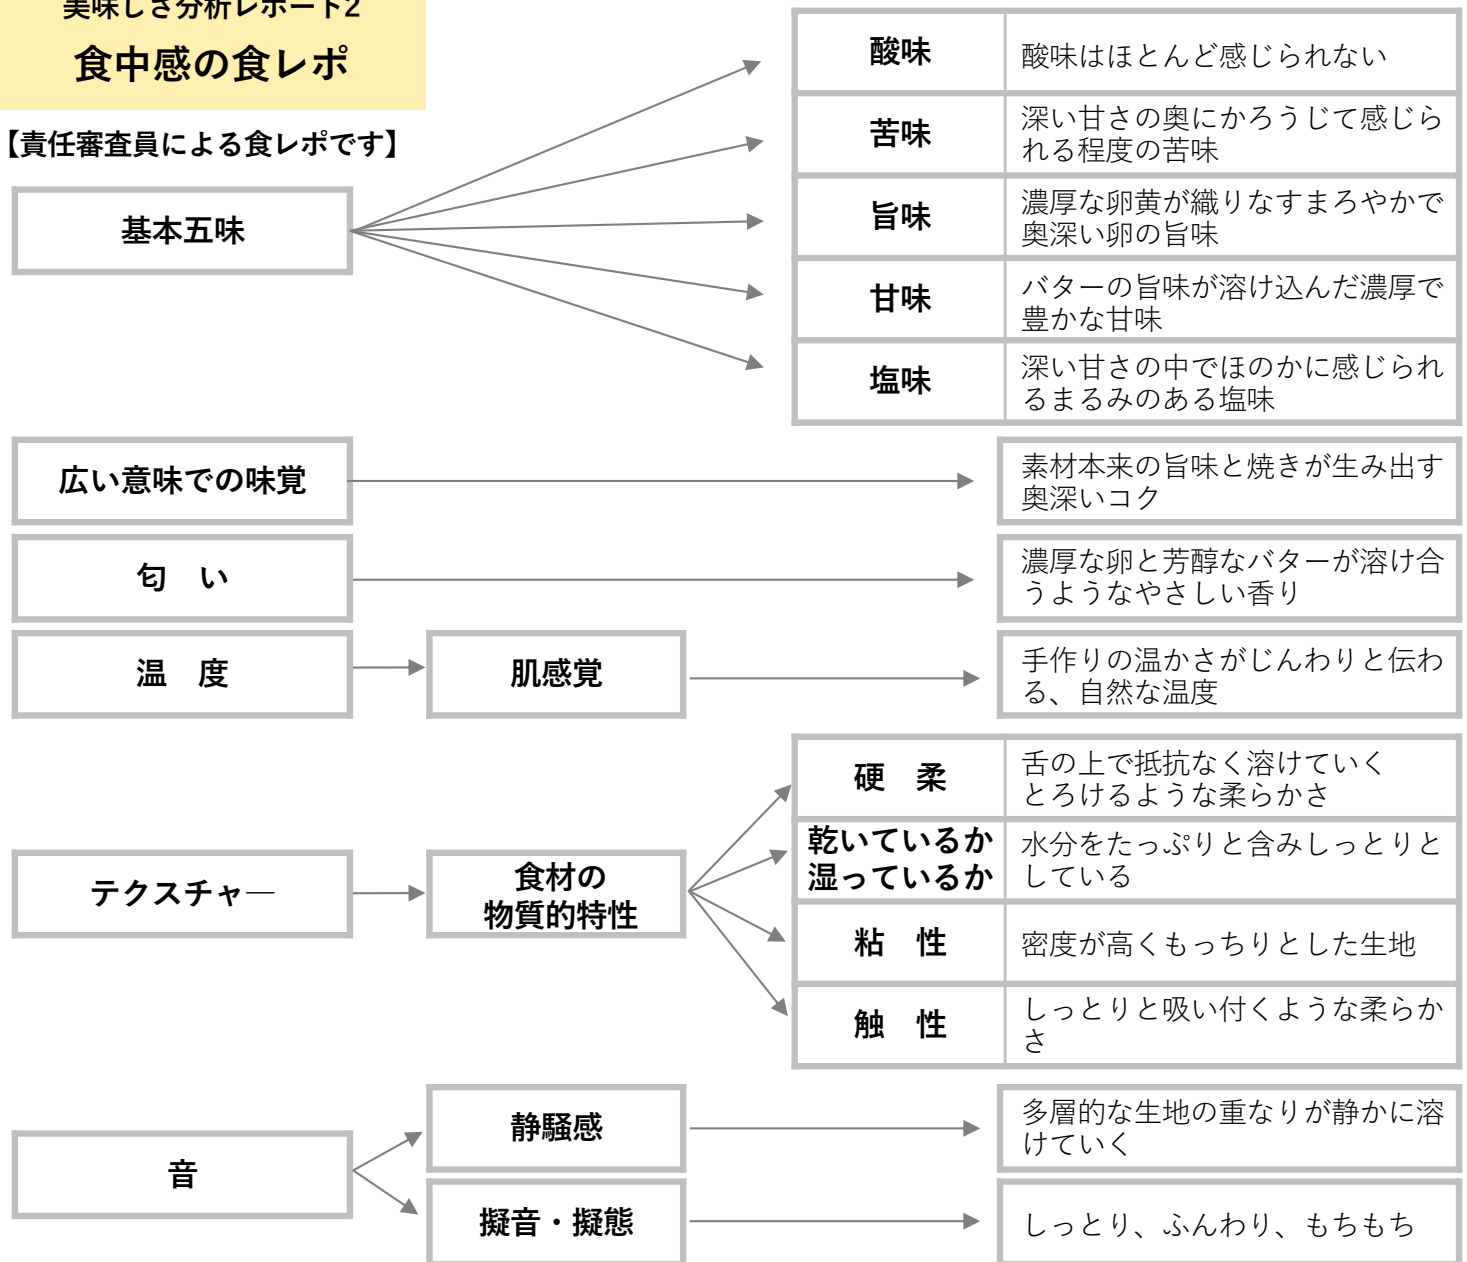 美味しさ分析レポート2
食中感の食レポ
【責任審査員による食レポです】
基本五味
酸味
酸味はほとんど感じられない
苦味
深い甘さの奥にかろうじて感じら
れる程度の苦味
旨味
濃厚な卵黄が織りなすまろやかで
奥深い卵の旨味
甘味
バターの旨味が溶け込んだ濃厚で
豊かな甘味
塩味
深い甘さの中でほのかに感じられ
るまるみのある塩味
広い意味での味覚
素材本来の旨味と焼きが生み出す
奥深いコク
匂　い
濃厚な卵と芳醇なバターが溶け合
うようなやさしい香り
温　度
肌感覚
手作りの温かさがじんわりと伝わ
る、自然な温度
テクスチャー
食材の
物質的特性
硬　柔
舌の上で抵抗なく溶けていく
とろけるような柔らかさ
乾いているか
湿っているか
水分をたっぷりと含みしっとりと
している
粘　性
密度が高くもっちりとした生地
触　性
しっとりと吸い付くような柔らか
さ
音
静騒感
多層的な生地の重なりが静かに溶
けていく
擬音・擬態
しっとり、ふんわり、もちもち